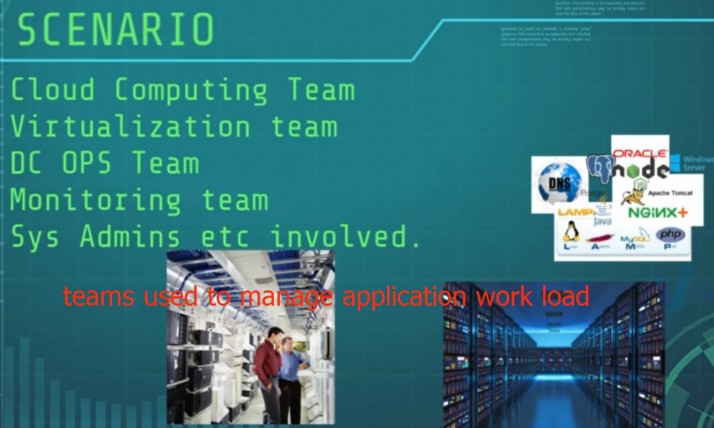 SCENARIO
Cloud Computing Team
Virtualization team
DC OPS Team
Monitoring team
Sys Admins etc involved.
teams used to manage application work load
ORACLE
node
Windows
Server
DNS
Apache Tomcat
LAMP
Java
NGiNX+
MySQL
php
L A M P